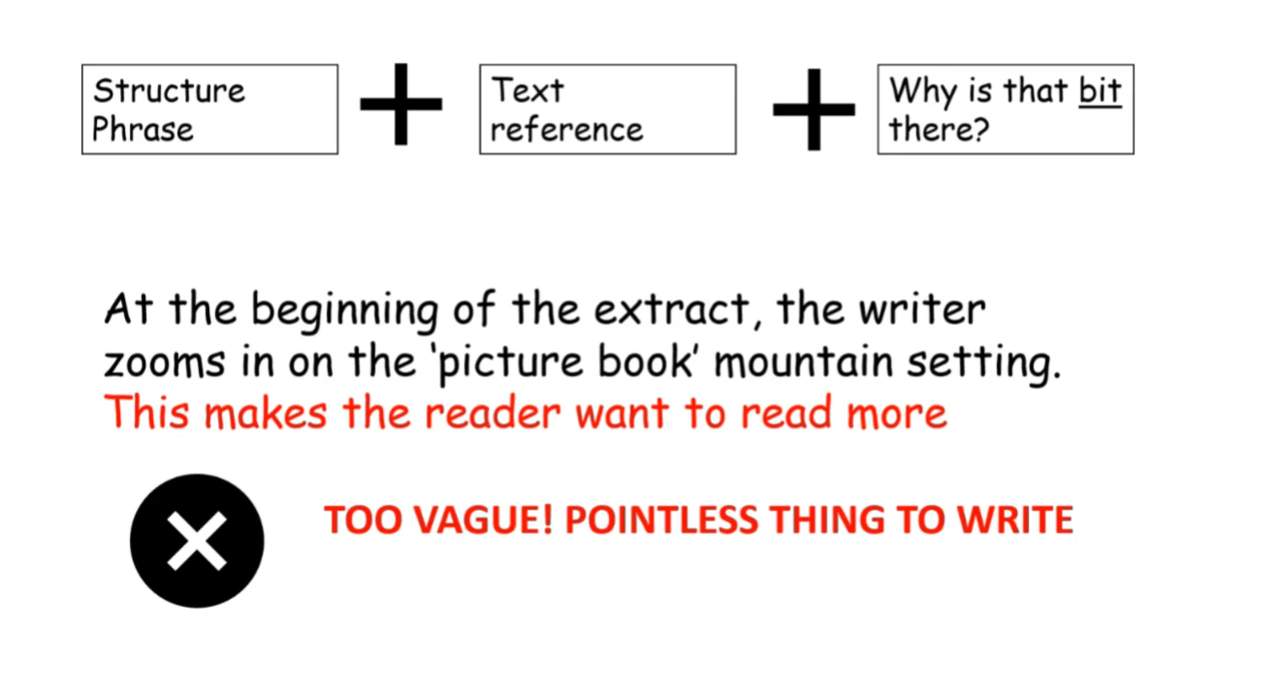 Structure
Phrase
Text
reference
Why is that bit
there?
At the beginning of the extract, the writer
zooms in on the 'picture book' mountain setting.
This makes the reader want to read more
TOO VAGUE! POINTLESS THING TO WRITE